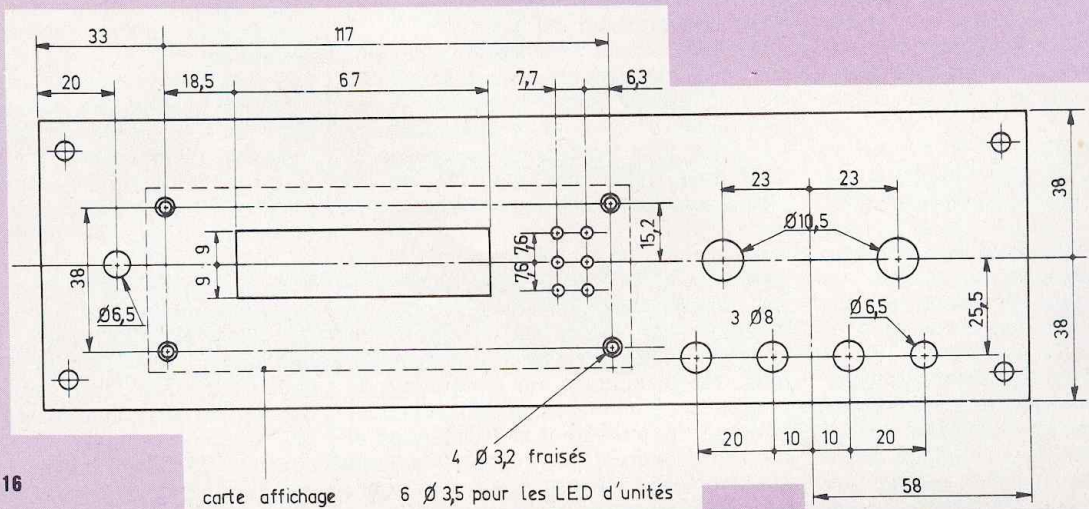 33 117
20 18,5 67 7,7 6,3
23 23 38
9 7,6 15,2 Ø10,5
38 9 7,6
Ø6,5 3 Ø8 Ø6,5 25,5 38
20 10 10 20
4 Ø 3,2 fraisés
58
16 carte affichage 6 Ø 3,5 pour les LED d'unités